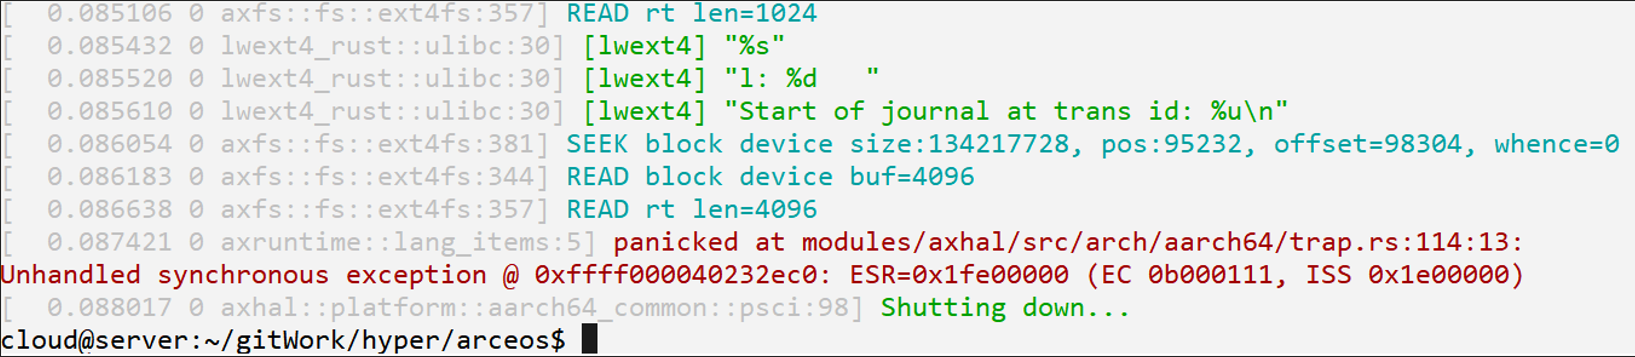 [  0.085106 0 axfs::fs::ext4fs:357] READ rt len=1024
[  0.085432 0 lwext4_rust::ulibc:30] [lwext4] "%s"
[  0.085520 0 lwext4_rust::ulibc:30] [lwext4] "l: %d   "
[  0.085610 0 lwext4_rust::ulibc:30] [lwext4] "Start of journal at trans id: %u\n"
[  0.086054 0 axfs::fs::ext4fs:381] SEEK block device size:134217728, pos:95232, offset=98304, whence=0
[  0.086183 0 axfs::fs::ext4fs:344] READ block device buf=4096
[  0.086638 0 axfs::fs::ext4fs:357] READ rt len=4096
[  0.087421 0 axruntime::lang_items:5] panicked at modules/axhal/src/arch/aarch64/trap.rs:114:13:
Unhandled synchronous exception @ 0xffff000040232ec0: ESR=0x1fe00000 (EC 0b000111, ISS 0x1e00000)
[  0.088017 0 axhal::platform::aarch64_common::psci:98] Shutting down...
cloud@server:~/gitWork/hyper/arceos$